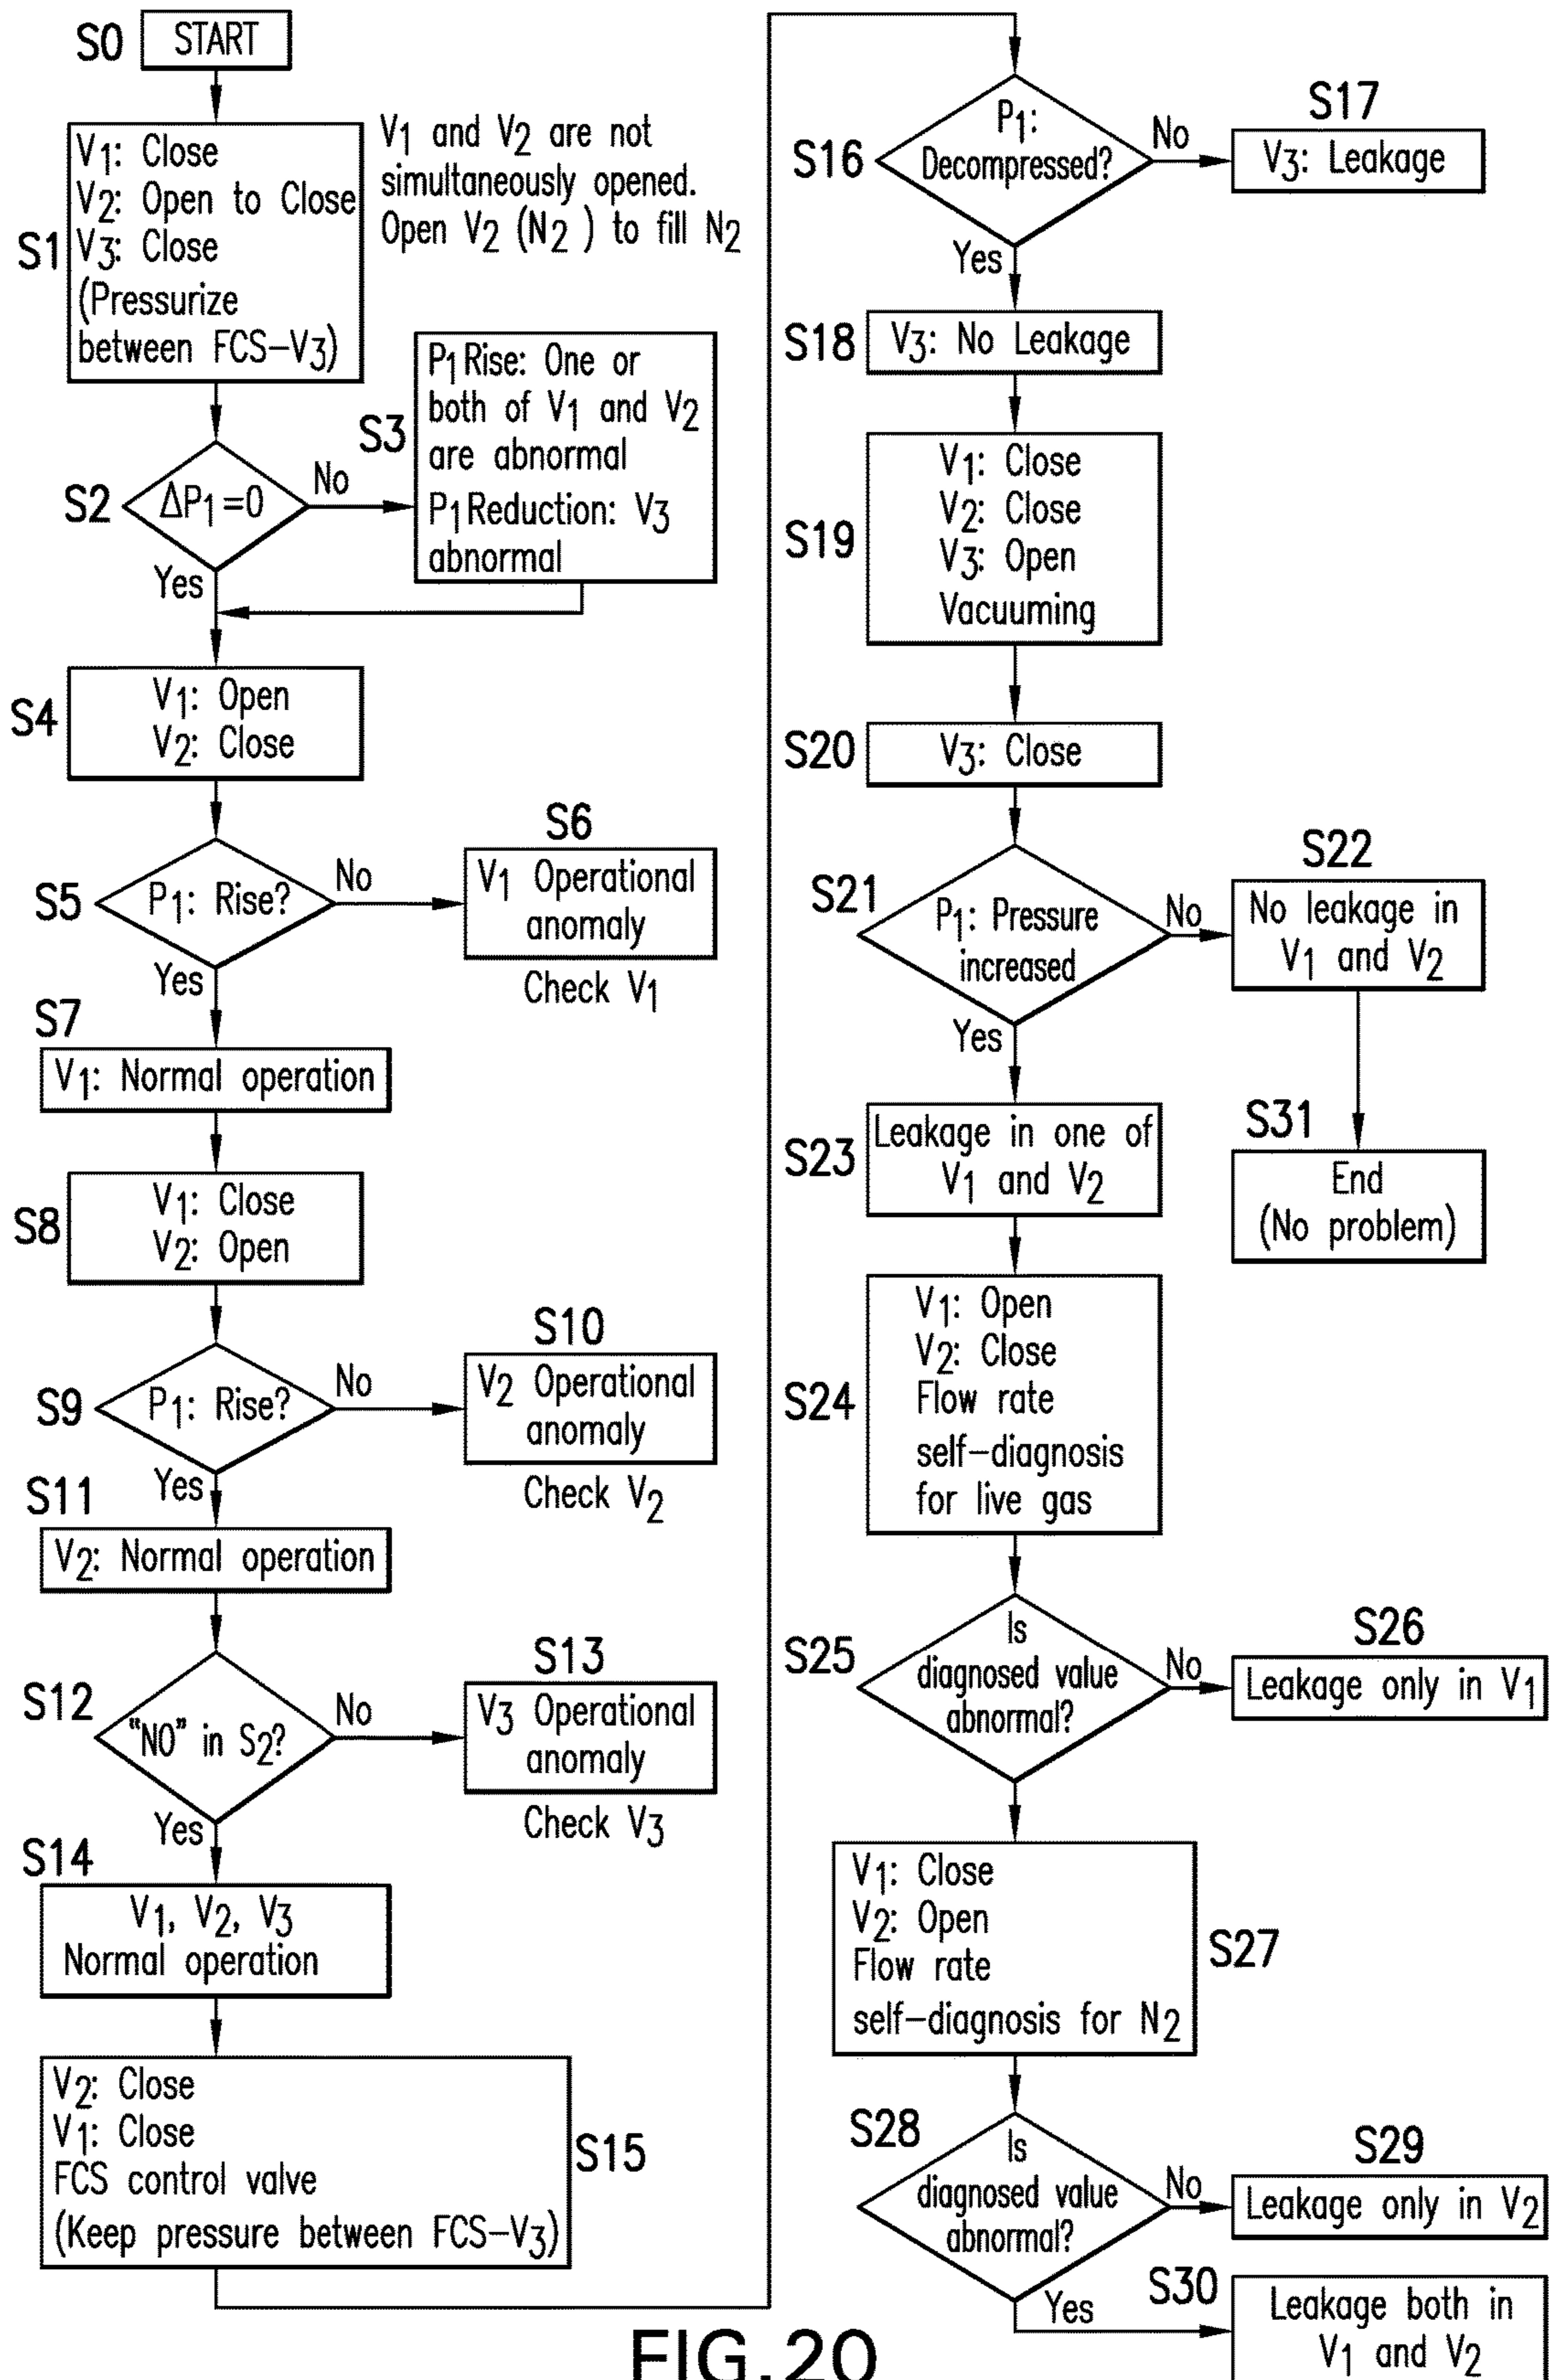 S0
START
S1
V1: Close
V2: Open to Close
V3: Close
(Pressurize
between FCS-V3)
V1 and V2 are not
simultaneously opened.
Open V2 (N2) to fill N2
S2
ΔP1=0
No
Yes
S3
P1 Rise: One or
both of V1 and V2
are abnormal
P1 Reduction: V3
abnormal
S4
V1: Open
V2: Close
S5
P1: Rise?
No
Yes
S6
V1 Operational
anomaly
Check V1
S7
V1: Normal operation
S8
V1: Close
V2: Open
S9
P1: Rise?
No
Yes
S10
V2 Operational
anomaly
Check V2
S11
V2: Normal operation
S12
"NO" in S2?
No
Yes
S13
V3 Operational
anomaly
Check V3
S14
V1, V2, V3
Normal operation
S15
V2: Close
V1: Close
FCS control valve
(Keep pressure between FCS-V3)
S16
P1:
Decompressed?
No
Yes
S17
V3: Leakage
S18
V3: No Leakage
S19
V1: Close
V2: Close
V3: Open
Vacuuming
S20
V3: Close
S21
P1: Pressure
increased
No
Yes
S22
No leakage in
V1 and V2
S31
End
(No problem)
S23
Leakage in one of
V1 and V2
S24
V1: Open
V2: Close
Flow rate
self-diagnosis
for live gas
S25
Is
diagnosed value
abnormal?
No
S26
Leakage only in V1
S27
V1: Close
V2: Open
Flow rate
self-diagnosis for N2
S28
Is
diagnosed value
abnormal?
No
Yes
S29
Leakage only in V2
S30
Leakage both in
V1 and V2
FIG.20